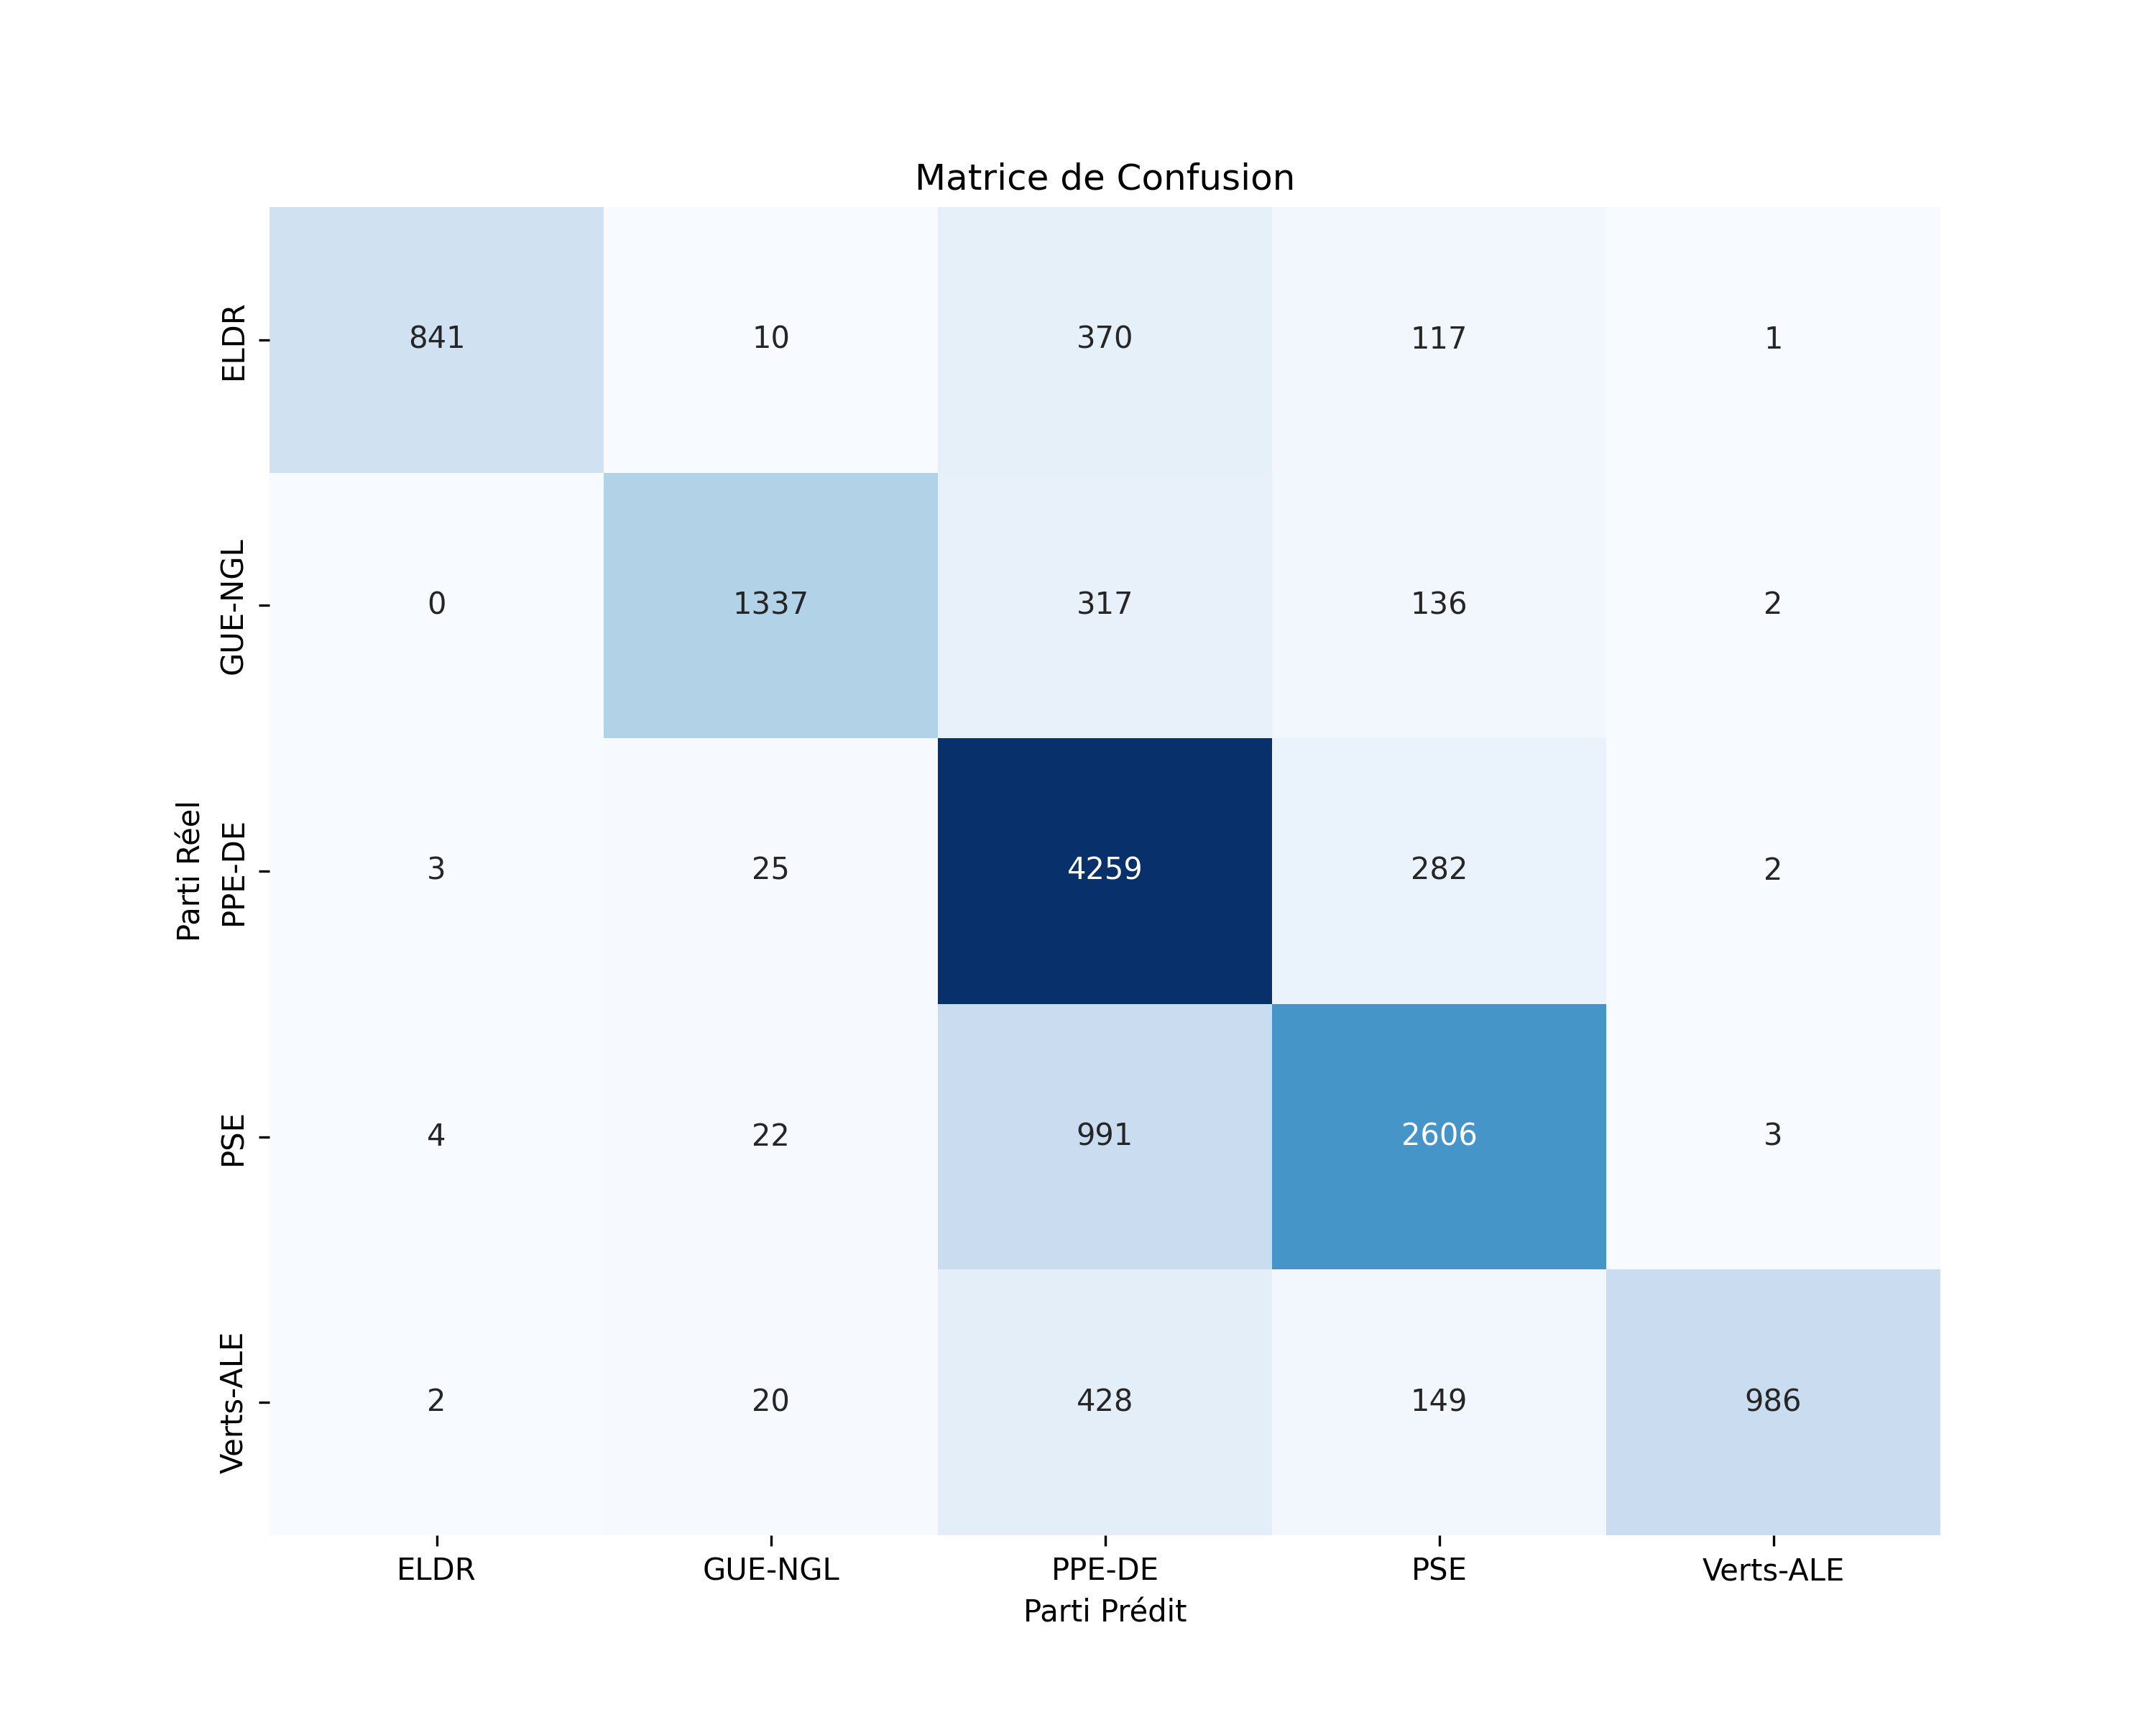 Matrice de Confusion
Parti Réel
ELDR 841 10 370 117 1
GUE-NGL 0 1337 317 136 2
PPE-DE 3 25 4259 282 2
PSE 4 22 991 2606 3
Verts-ALE 2 20 428 149 986
ELDR GUE-NGL PPE-DE PSE Verts-ALE
Parti Prédit